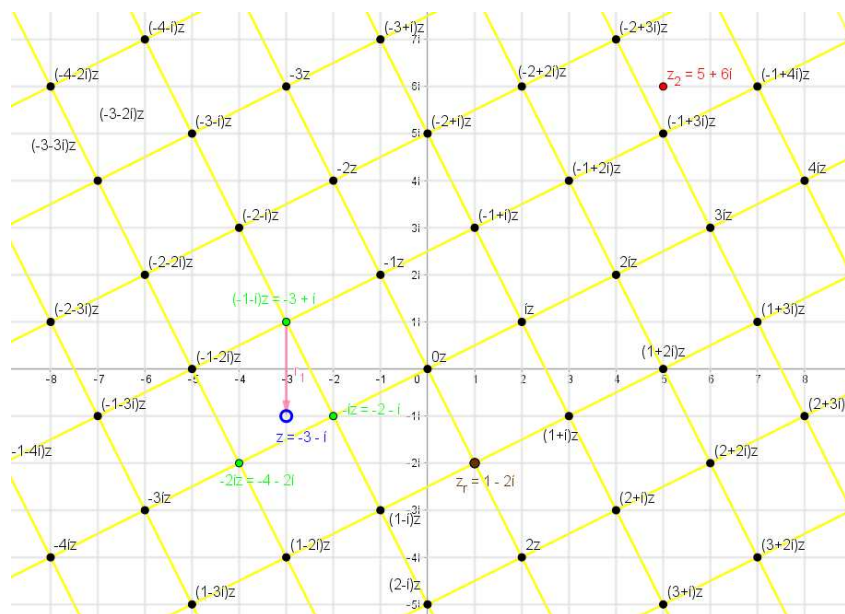 (-4-i)z
(-3+i)z
7i
(-2+3i)z
(-4-2i)z
-3z
6i
(-2+2i)z
z2 = 5 + 6i
(-1+4i)z
(-3-2i)z
(-3-i)z
5i
(-2+i)z
(-1+3i)z
(-3-3i)z
-2z
4i
(-1+2i)z
4iz
(-2-i)z
3i
(-1+i)z
3iz
(-2-2i)z
-1z
2i
2iz
(-2-3i)z
(-1-i)z = -3 + i
1i
iz
(1+3i)z
(-1-2i)z
0z
(1+2i)z
-8 -7 -6 -5 -4 -3 -2 -1 0 1 2 3 4 5 6 7 8
(-1-3i)z
-iz = -2 - i
-1i
(2+3i)z
z = -3 - i
(1+i)z
-1-4i)z
(2+2i)z
-2iz = -4 - 2i
-2i
zr = 1 - 2i
-3iz
-3i
(1-i)z
(2+i)z
-4iz
(1-2i)z
-4i
2z
(3+2i)z
(1-3i)z
(2-i)z
(3+i)z
-5i